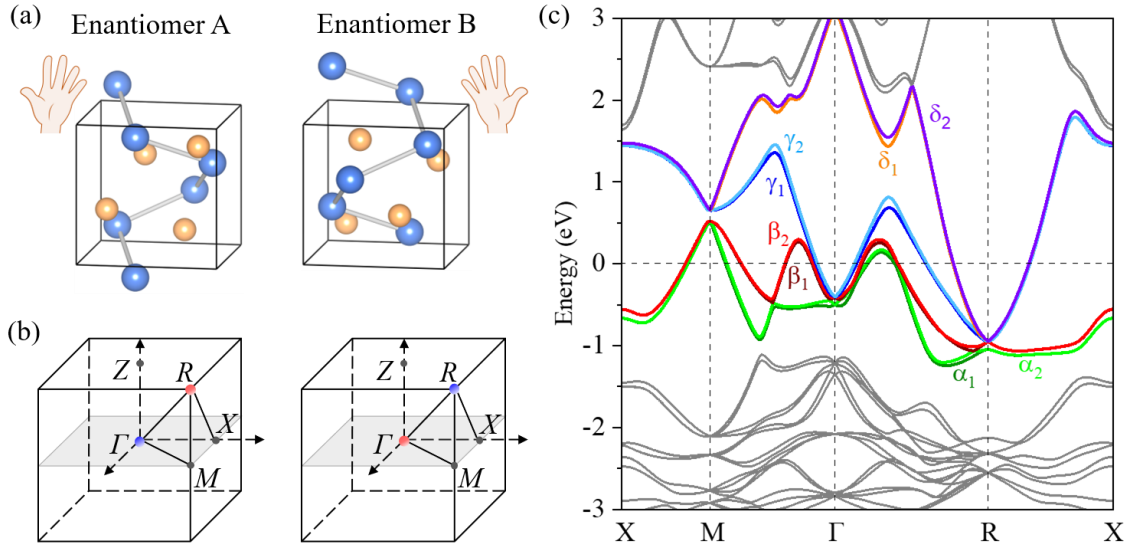 (a)
Enantiomer A
Enantiomer B
(b)
Z
R
Γ
X
M
Z
R
Γ
X
M
(c)
Energy (eV)
3
2
1
0
-1
-2
-3
γ₂
γ₁
β₂
β₁
δ₂
δ₁
α₁
α₂
X
M
Γ
R
X